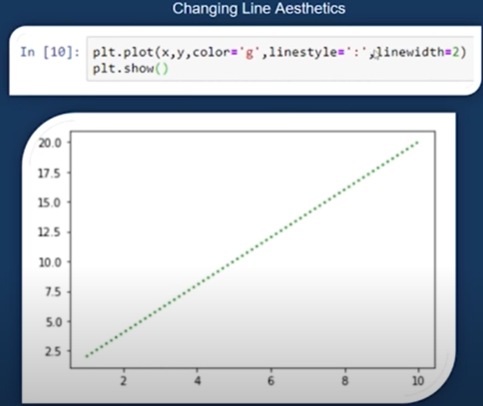 Changing Line Aesthetics
In [10]: plt.plot(x,y,color='g',linestyle=':',linewidth=2)
plt.show()
20.0
17.5
15.0
12.5
10.0
7.5
5.0
2.5
2 4 6 8 10